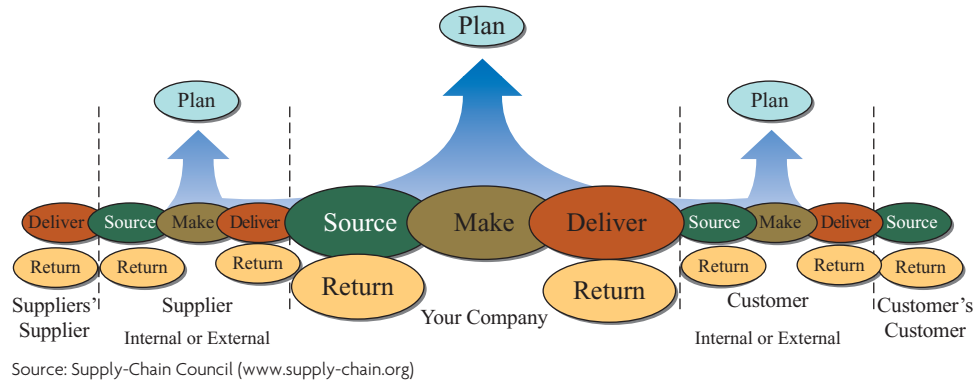 Plan
Plan
Plan
Deliver
Source
Make
Deliver
Source
Make
Deliver
Source
Make
Deliver
Source
Return
Return
Return
Return
Return
Return
Return
Return
Suppliers'
Supplier
Supplier
Internal or External
Your Company
Customer
Internal or External
Customer's
Customer
Source: Supply-Chain Council (www.supply-chain.org)